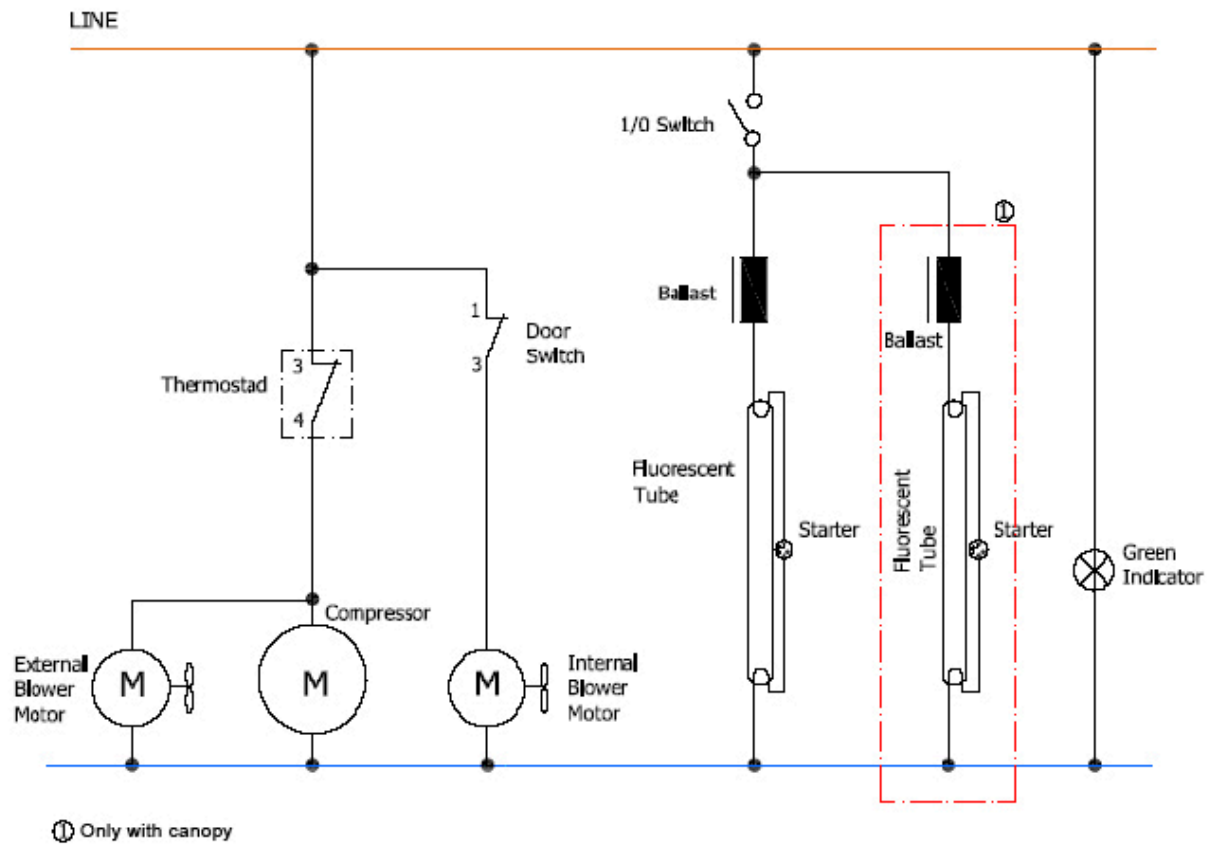 LINE
1/0 Switch
①
Ballast
Ballast
1
3
Door
Switch
Thermostad
3
4
Fluorescent
Tube
Starter
Fluorescent
Tube
Starter
Green
Indicator
Compressor
External
Blower
Motor
M
M
M
Internal
Blower
Motor
① Only with canopy